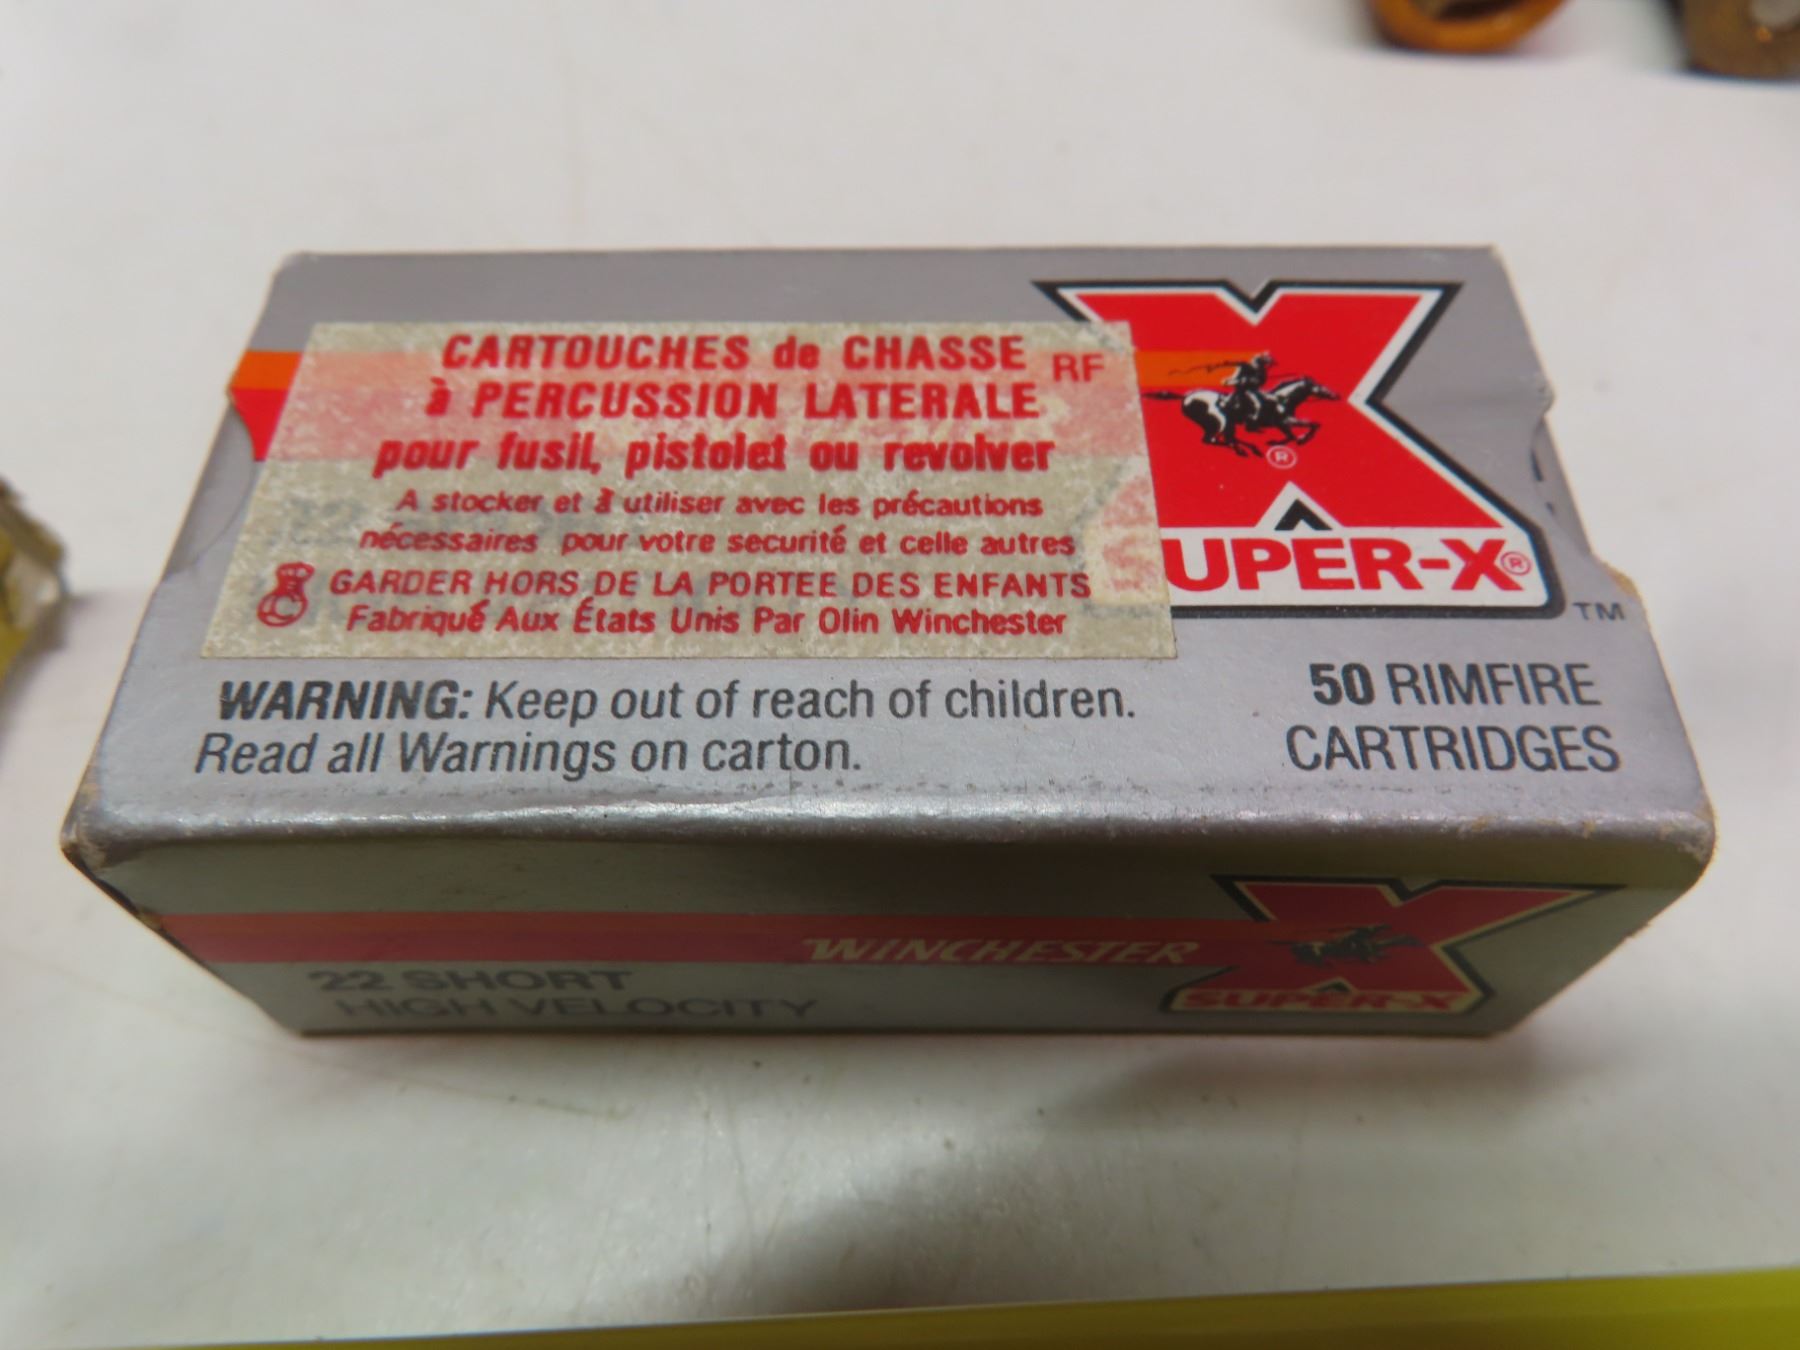 CARTOUCHES de CHASSE RF
à PERCUSSION LATERALE
pour fusil, pistolet ou revolver
A stocker et à utiliser avec les précautions
nécessaires pour votre securité et celle autres
GARDER HORS DE LA PORTEE DES ENFANTS
Fabriqué Aux États Unis Par Olin Winchester
®
UPER-X®
TM
WARNING: Keep out of reach of children.
Read all Warnings on carton.
50 RIMFIRE
CARTRIDGES
WINCHESTER
22 SHORT
HIGH VELOCITY
SUPER-X